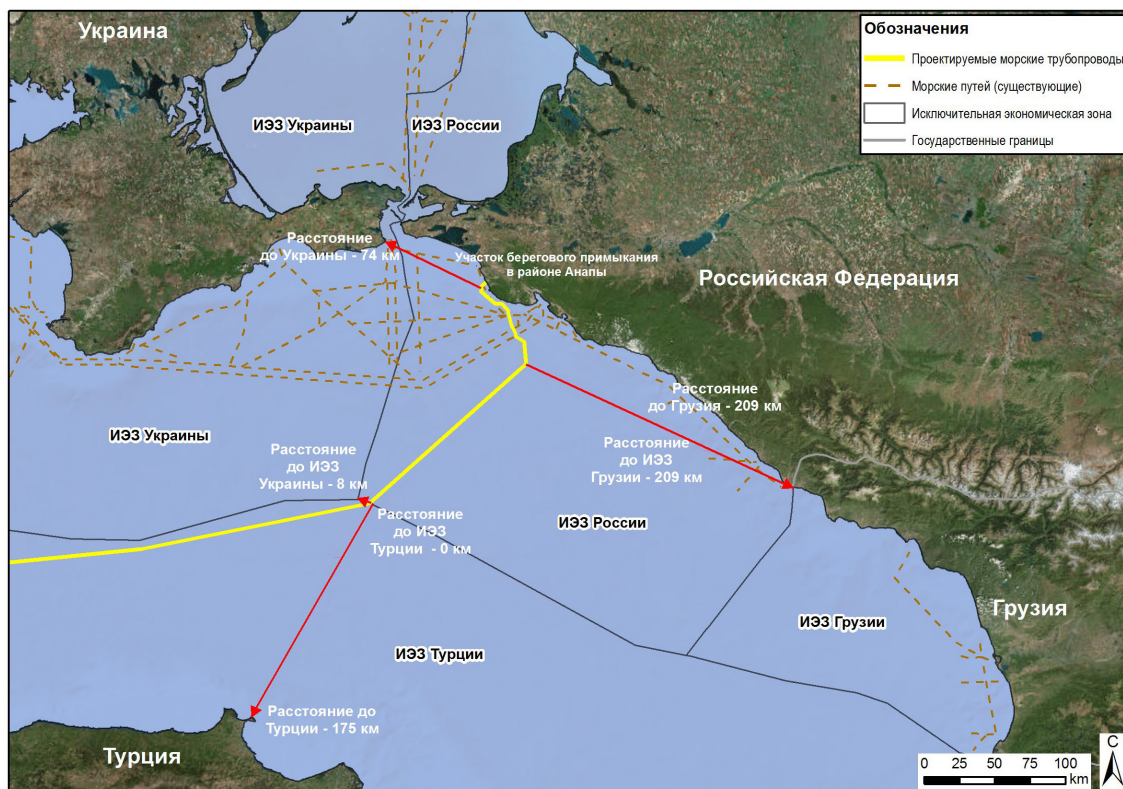 Украина
Обозначения
Проектируемые морские трубопроводы
Морские путей (существующие)
Исключительная экономическая зона
Государственные границы
ИЭЗ Украины
ИЭЗ России
Расстояние
до Украины - 74 км
Участок берегового примыкания
в районе Анапы
Российская Федерация
Расстояние
до Грузия - 209 км
ИЭЗ Украины
Расстояние
до ИЭЗ
Украины - 8 км
Расстояние
до ИЭЗ
Грузии - 209 км
Расстояние
до ИЭЗ
Турции - 0 км
ИЭЗ России
Грузия
ИЭЗ Грузии
ИЭЗ Турции
Расстояние до
Турции - 175 км
Турция
С
0 25 50 75 100
km